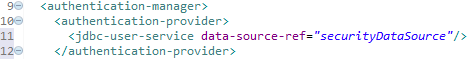 9 <authentication-manager>
10 <authentication-provider>
11 <jdbc-user-service data-source-ref="securityDataSource"/>
12 </authentication-provider>